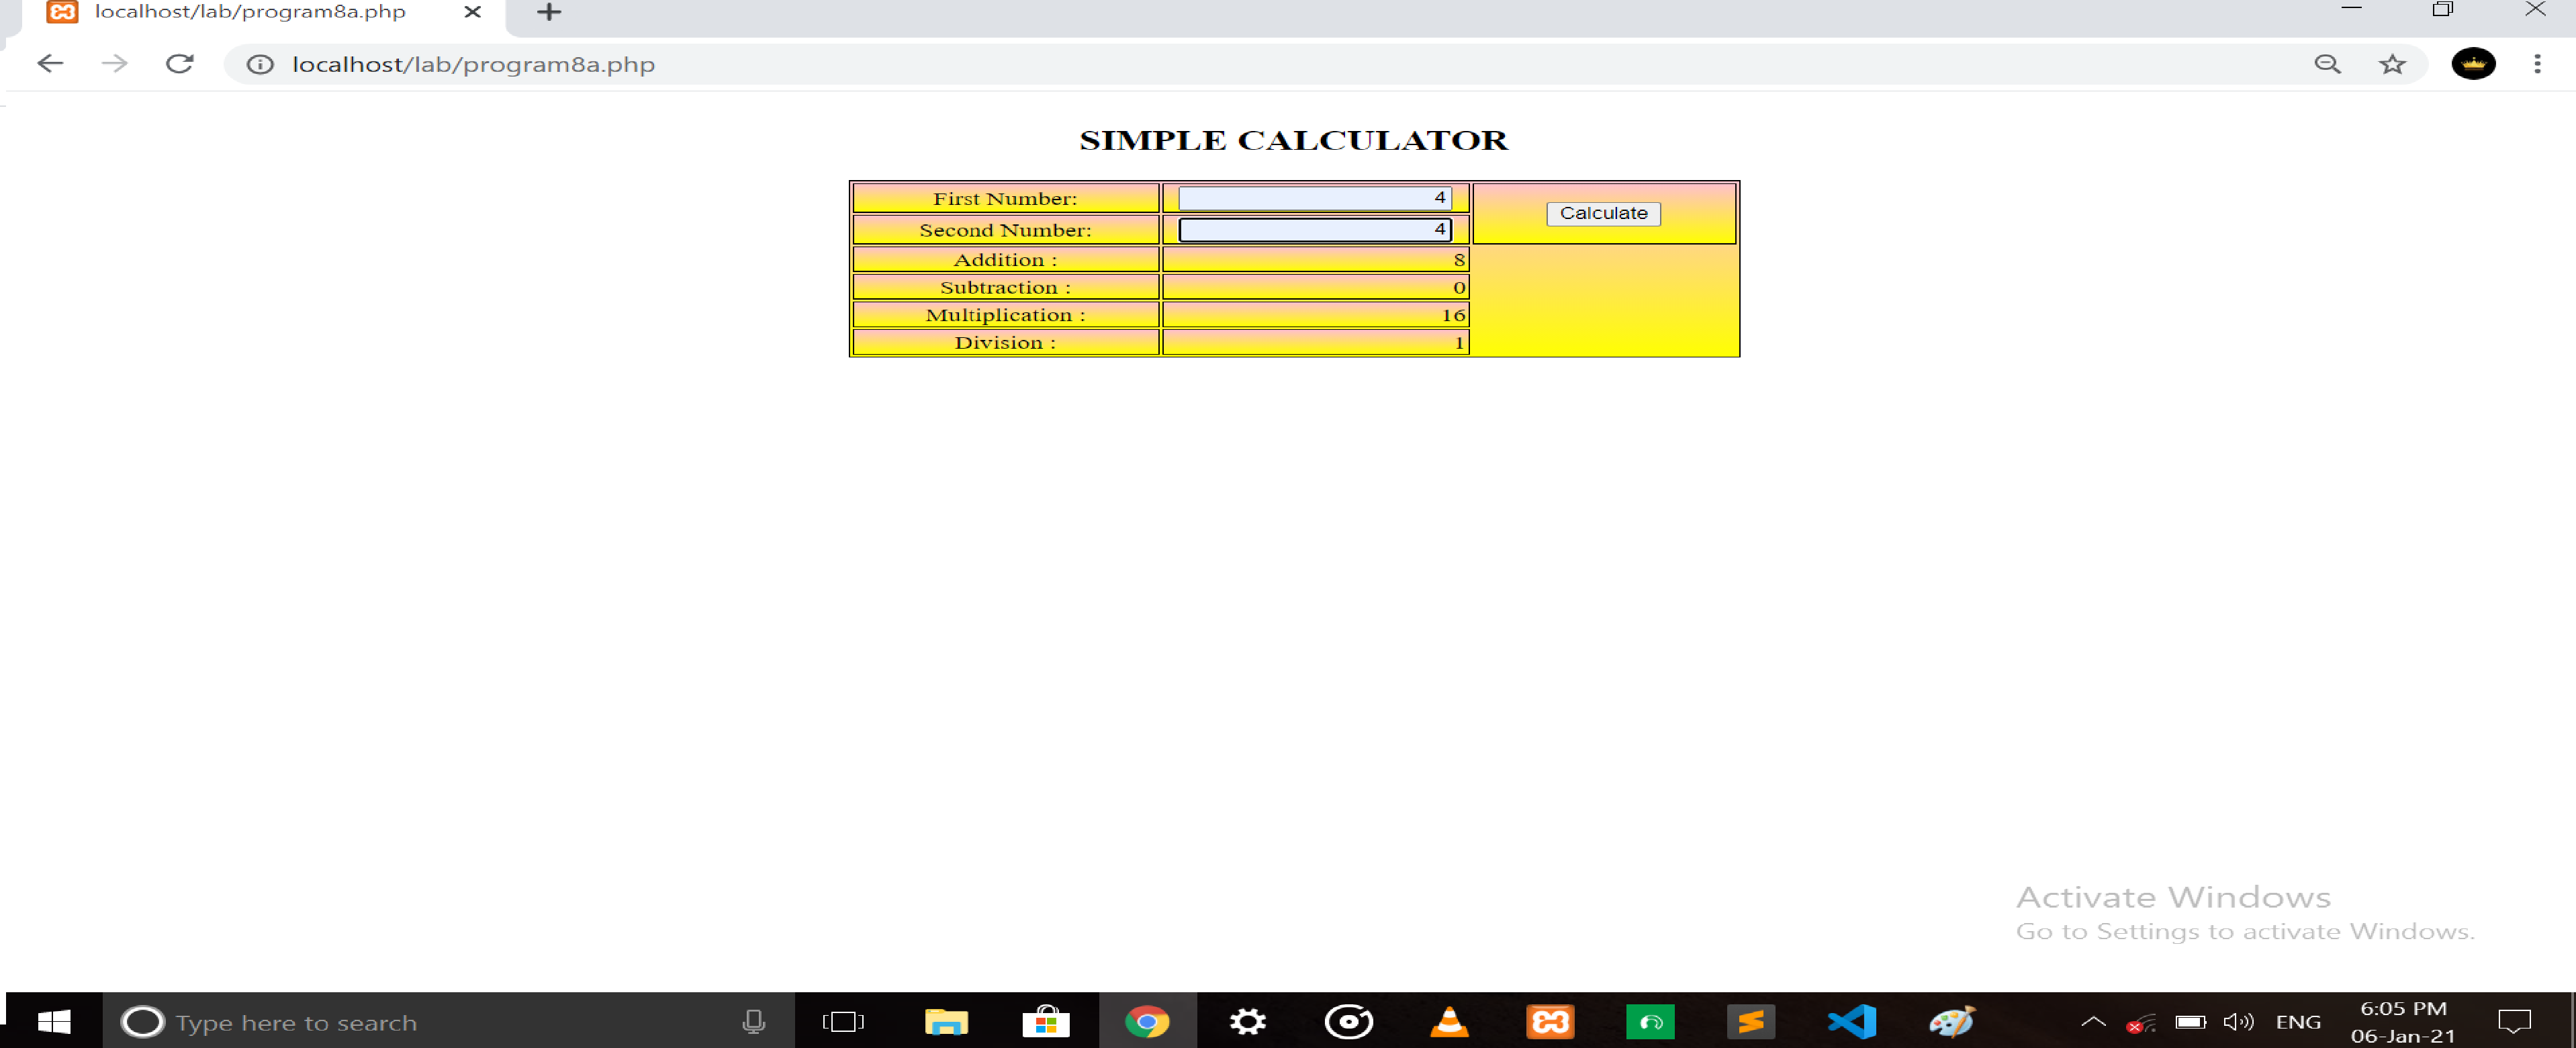 localhost/lab/program8a.php
localhost/lab/program8a.php
SIMPLE CALCULATOR
First Number: 4
Calculate
Second Number: 4
Addition : 8
Subtraction : 0
Multiplication : 16
Division : 1
Activate Windows
Go to Settings to activate Windows.
Type here to search
ENG
6:05 PM
06-Jan-21